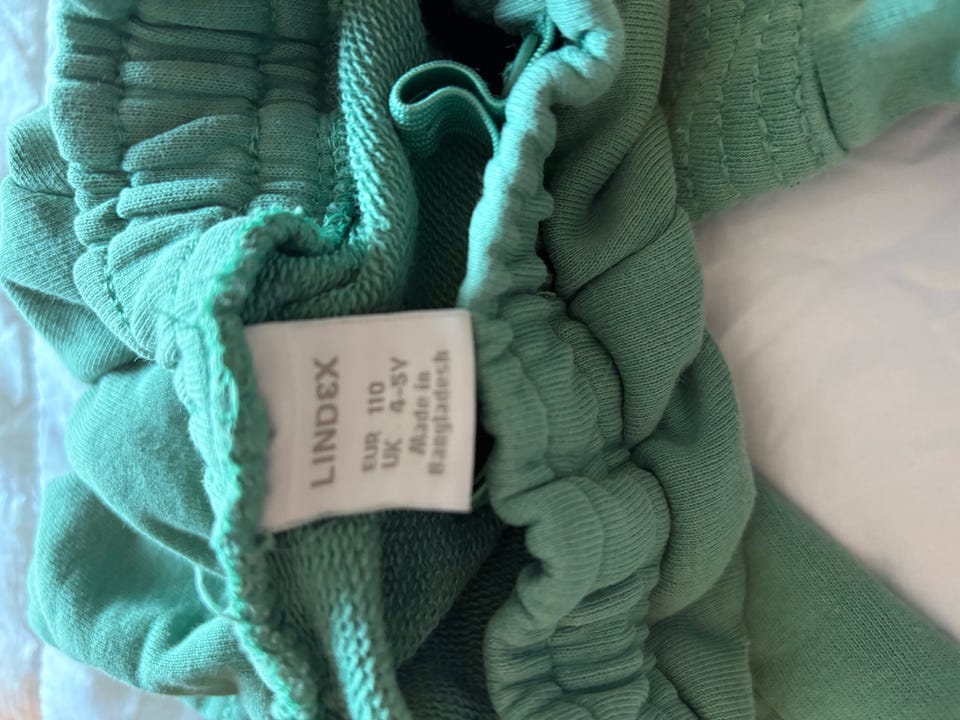 LINDEX
EUR 110
UK 4-5Y
Made in
Bangladesh